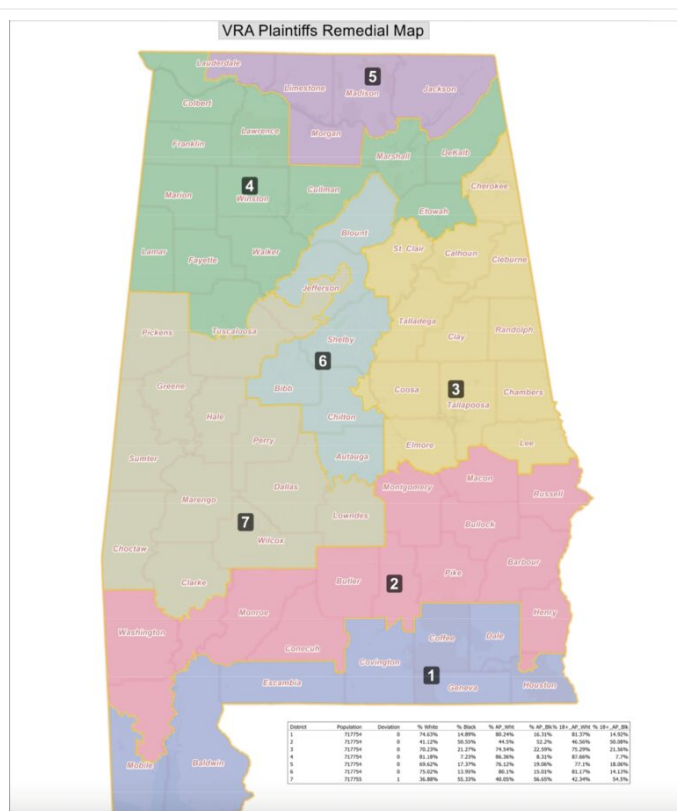 VRA Plaintiffs Remedial Map
Lauderdale
Limestone
5
Madison
Jackson
Colbert
Lawrence
Morgan
Franklin
Marshall
DeKalb
4
Marion
Winston
Cullman
Cherokee
Etowah
Blount
Lamar
Fayette
Walker
St. Clair
Calhoun
Cleburne
Jefferson
Pickens
Tuscaloosa
Shelby
Talladega
Clay
Randolph
6
Greene
Bibb
3
Coosa
Tallapoosa
Chambers
Hale
Chilton
Perry
Elmore
Lee
Sumter
Autauga
Dallas
Montgomery
Macon
Russell
Marengo
Lowndes
7
Bullock
Choctaw
Wilcox
Barbour
Clarke
Butler
2
Pike
Monroe
Henry
Washington
Conecuh
Coffee
Dale
Covington
1
Escambia
Geneva
Houston
Mobile
Baldwin
District Population Deviation % White % Black % AP_Wht % AP_Blk % 18+_AP_Wht % 18+_AP_Blk
1 717754 0 74.63% 14.89% 80.24% 16.31% 81.37% 14.92%
2 717754 0 41.12% 50.55% 44.5% 52.2% 46.56% 50.08%
3 717754 0 70.23% 21.27% 74.54% 22.59% 75.29% 21.56%
4 717754 0 81.18% 7.23% 86.36% 8.31% 87.66% 7.7%
5 717754 0 69.62% 17.37% 76.12% 19.06% 77.1% 18.06%
6 717754 0 75.02% 13.93% 80.1% 15.01% 81.17% 14.13%
7 717755 1 36.88% 55.33% 40.05% 56.65% 42.34% 54.5%